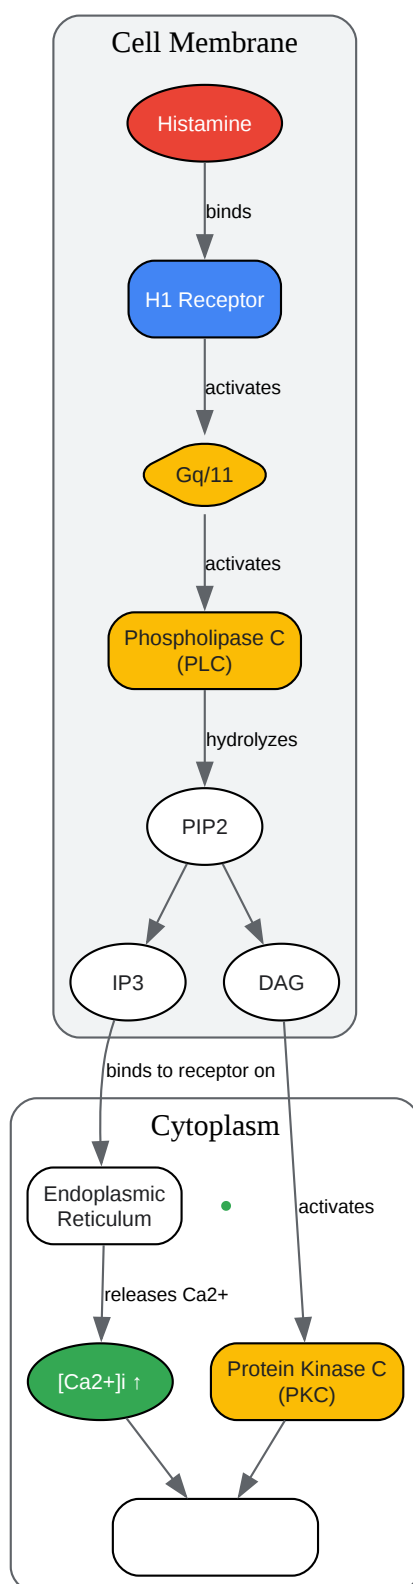 Cell Membrane
Histamine
binds
H1 Receptor
activates
Gq/11
activates
Phospholipase C
(PLC)
hydrolyzes
PIP2
IP3
DAG
binds to receptor on
Cytoplasm
Endoplasmic
Reticulum
activates
releases Ca2+
[Ca2+]i ↑
Protein Kinase C
(PKC)